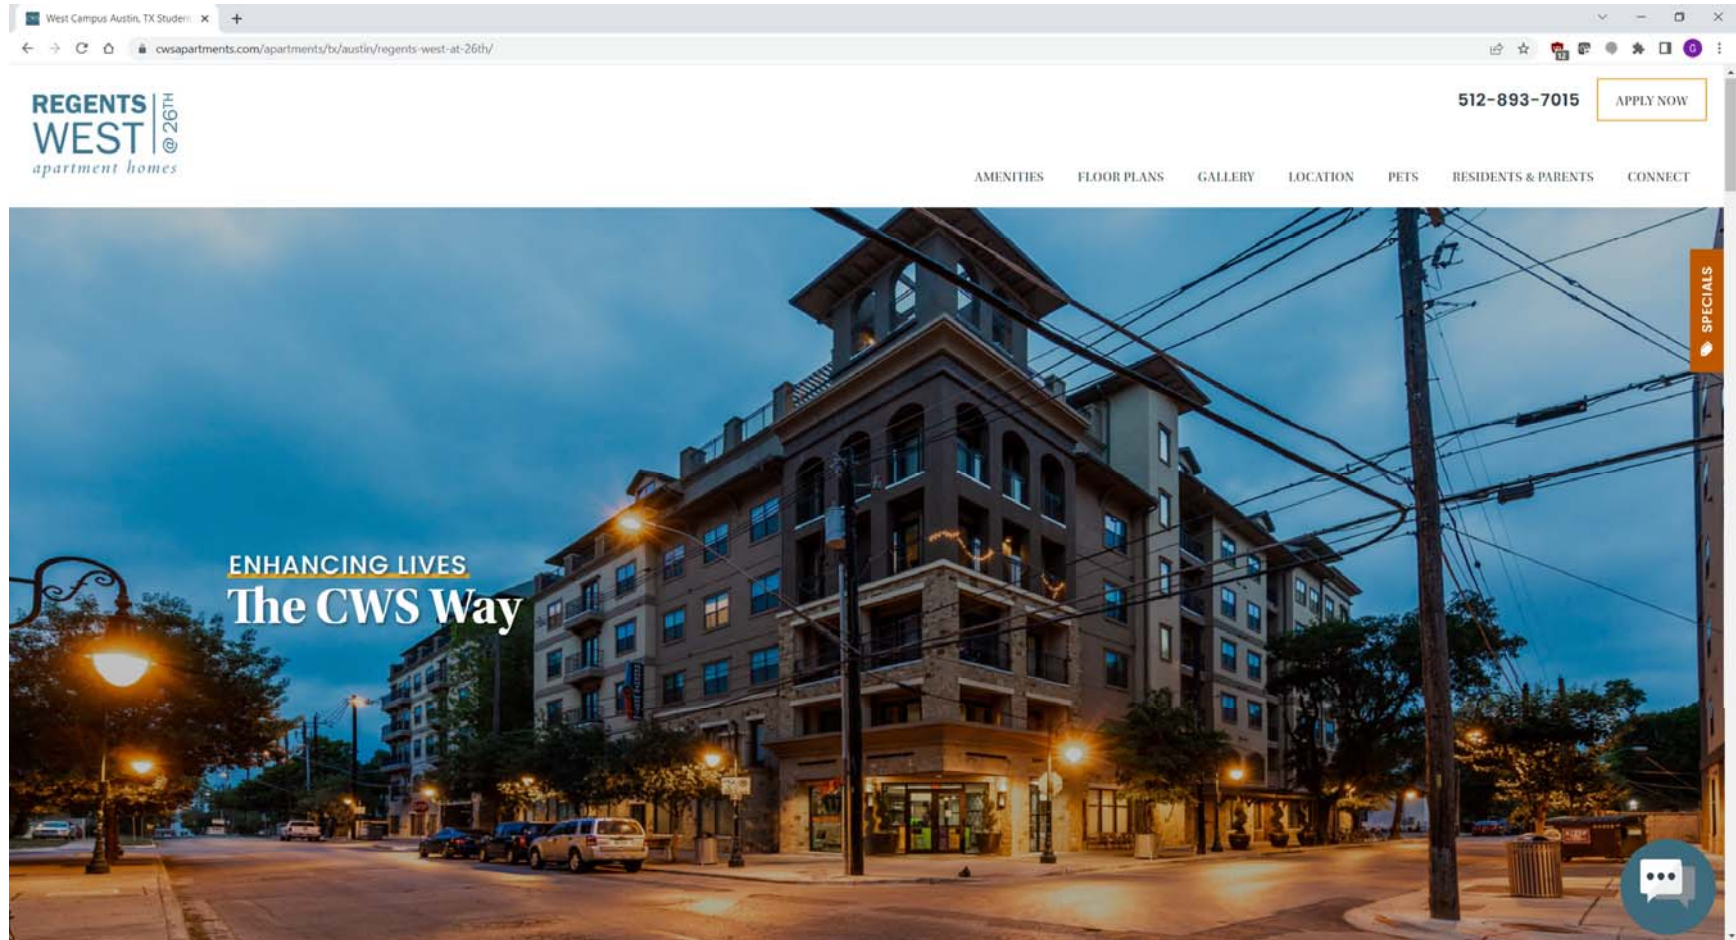 West Campus Austin, TX Studen
cwsapartments.com/apartments/tx/austin/regents-west-at-26th/
12
G
REGENTS
WEST
@ 26TH
apartment homes
512-893-7015
APPLY NOW
AMENITIES FLOOR PLANS GALLERY LOCATION PETS RESIDENTS & PARENTS CONNECT
SPECIALS
ENHANCING LIVES
The CWS Way